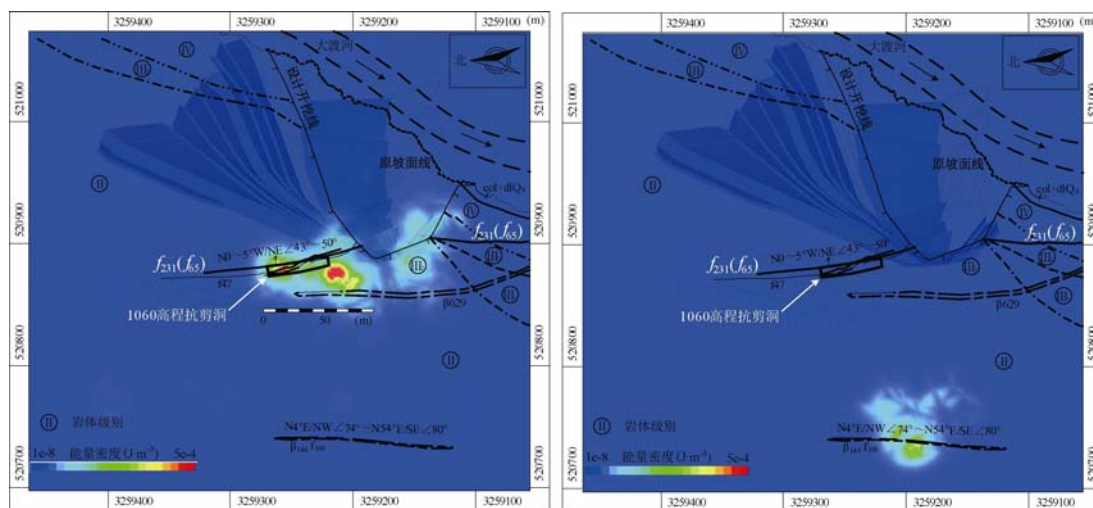 3259400 3259300 3259200 3259100 (m)
521000
520900
520800
520700
大渡河
北
设计开挖线
原坡面线
Ⅳ
Ⅲ
Ⅱ
col+dlQ₄
Ⅳ
f231(f65)
N0~5°W/NE∠43°~50°
f231(f65)
Ⅲ
Ⅲ
Ⅲ
f47
β629
1060高程抗剪洞
0 50 (m)
Ⅱ
N4°E/NW∠74°~N54°E/SE∠80°
Ⅱ 岩体级别
1e-8 能量密度(J·m⁻³) 5e-4
3259400 3259300 3259200 3259100
3259400 3259300 3259200 3259100 (m)
521000
520900
520800
520700
大渡河
北
设计开挖线
原坡面线
Ⅳ
Ⅲ
Ⅱ
col+dlQ₄
Ⅳ
f231(f65)
N0~5°W/NE∠43°~50°
f231(f65)
Ⅲ
Ⅲ
Ⅲ
f47
β629
1060高程抗剪洞
Ⅱ
N4°E/NW∠74°~N54°E/SE∠80°
Ⅱ 岩体级别
1e-8 能量密度(J·m⁻³) 5e-4
3259400 3259300 3259200 3259100